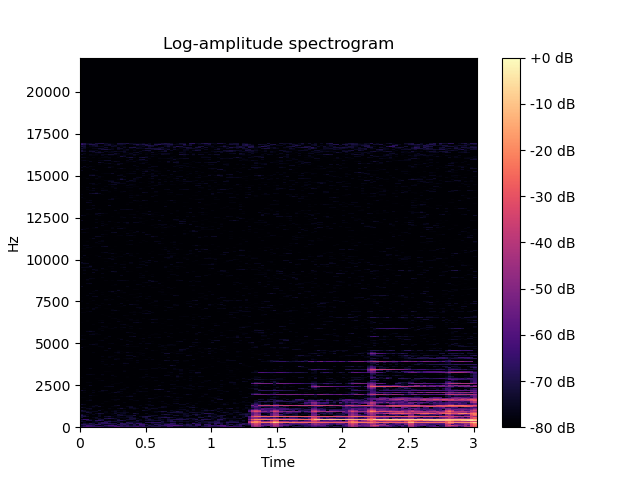 Log-amplitude spectrogram
Hz
20000
17500
15000
12500
10000
7500
5000
2500
0
0 0.5 1 1.5 2 2.5 3
Time
+0 dB
-10 dB
-20 dB
-30 dB
-40 dB
-50 dB
-60 dB
-70 dB
-80 dB